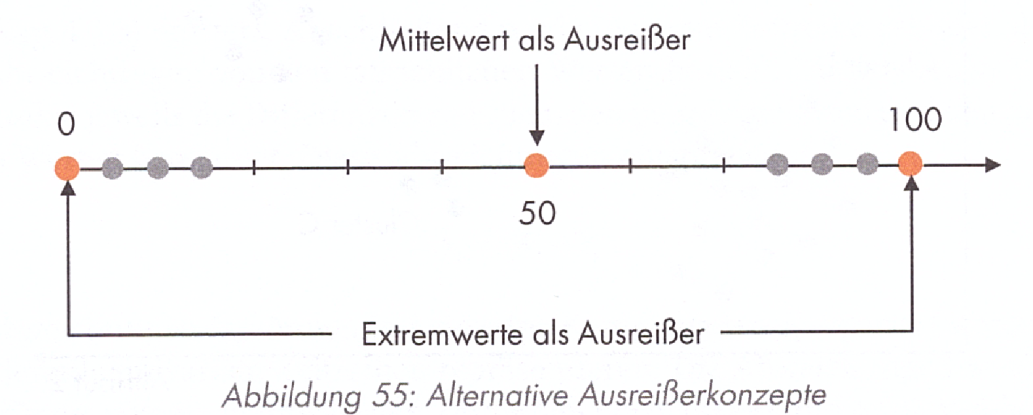 Mittelwert als Ausreißer
0
100
50
Extremwerte als Ausreißer
Abbildung 55: Alternative Ausreißerkonzepte